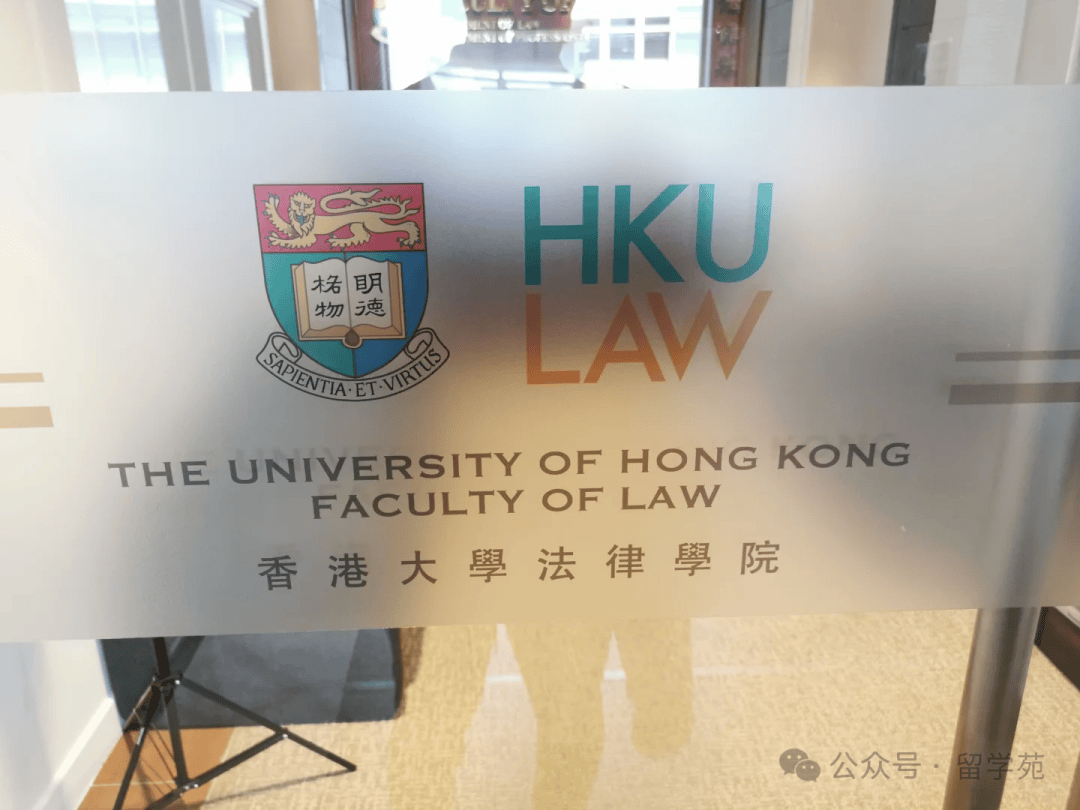 HKU
LAW
格物
明德
SAPIENTIA·ET·VIRTUS
THE UNIVERSITY OF HONG KONG
FACULTY OF LAW
香港大學法律學院
公众号·留学苑